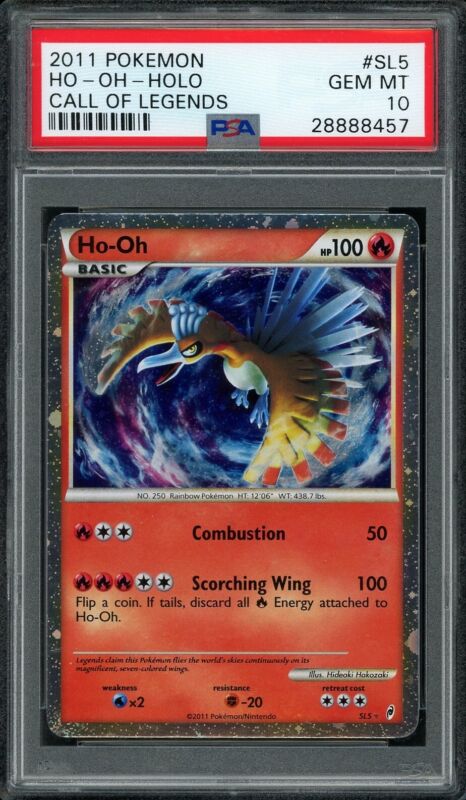 2011 POKEMON #SL5
HO - OH - HOLO GEM MT
CALL OF LEGENDS 10
PSA 28888457
Ho-Oh HP100
BASIC
NO. 250 Rainbow Pokémon HT: 12'06" WT: 438.7 lbs.
Combustion 50
Scorching Wing 100
Flip a coin. If tails, discard all Energy attached to
Ho-Oh.
Legends claim this Pokémon flies the world's skies continuously on its
magnificent, seven-colored wings.
Illus. Hideaki Hakozaki
weakness resistance retreat cost
×2 -20
©2011 Pokémon/Nintendo SL5
PSA